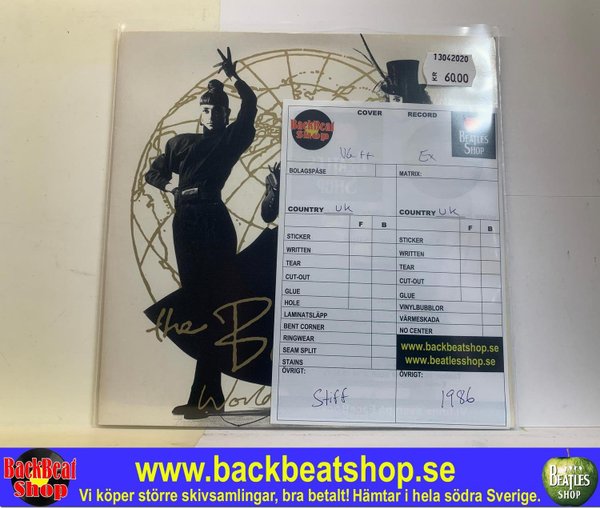 13042020
KR 60.00
COVER RECORD
BackBeat Shop
BEATLES SHOP
VG ++ EX
BOLAGSPÅSE MATRIX:
COUNTRY UK COUNTRY UK
F B F B
STICKER STICKER
WRITTEN WRITTEN
TEAR TEAR
CUT-OUT CUT-OUT
GLUE GLUE
HOLE VINYLBUBBLOR
LAMINATSLÄPP VÄRMESKADA
BENT CORNER NO CENTER
RINGWEAR www.backbeatshop.se
SEAM SPLIT www.beatlesshop.se
STAINS
ÖVRIGT: ÖVRIGT:
Stiff 1986
the B
World
BackBeat Shop
www.backbeatshop.se
Vi köper större skivsamlingar, bra betalt! Hämtar i hela södra Sverige.
BEATLES SHOP